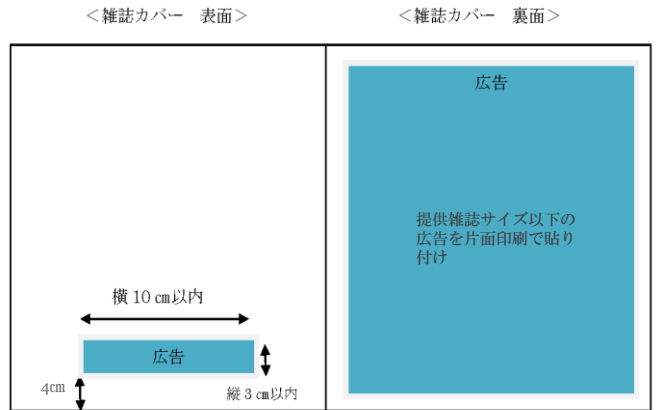 ＜雑誌カバー　表面＞
＜雑誌カバー　裏面＞
広告
提供雑誌サイズ以下の
広告を片面印刷で貼り
付け
横 10 ㎝以内
広告
4㎝
縦 3 ㎝以内